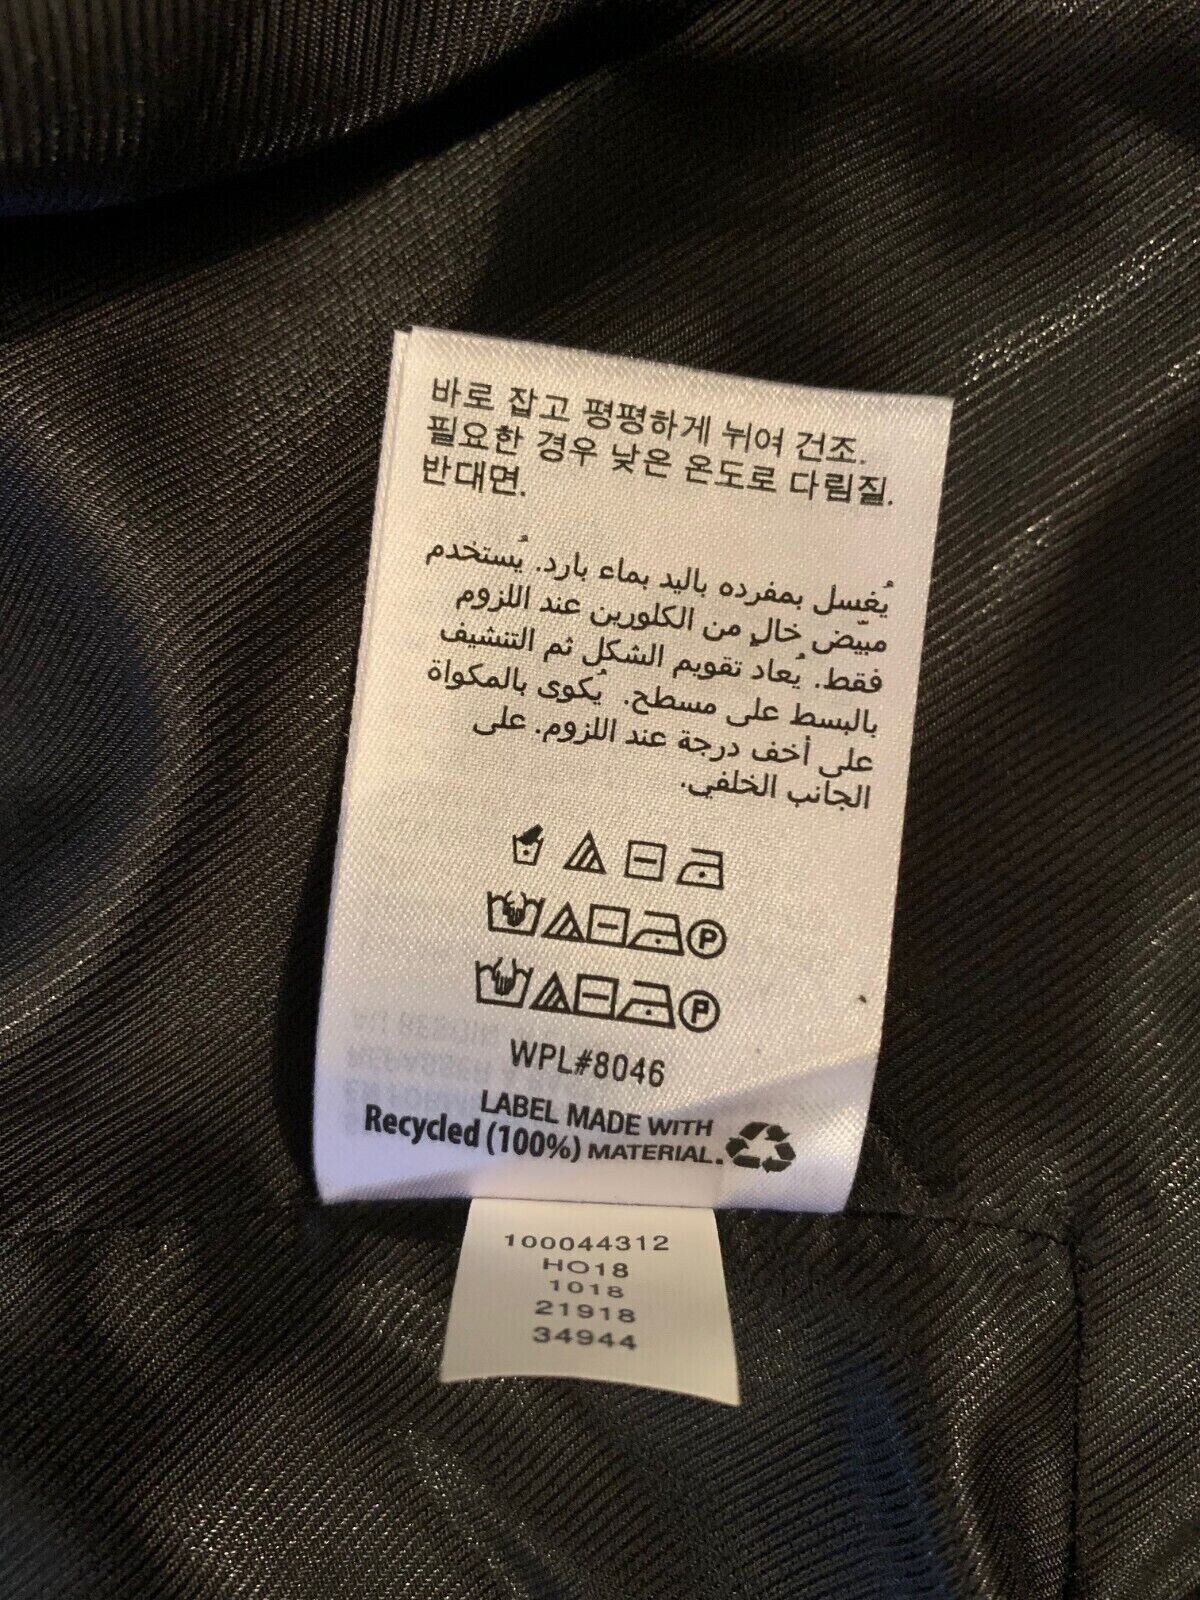 바로 잡고 평평하게 뉘여 건조.
필요한 경우 낮은 온도로 다림질.
반대면.
يُغسل بمفرده باليد بماء بارد. يُستخدم
مبيّض خالٍ من الكلورين عند اللزوم
فقط. يُعاد تقويم الشكل ثم التنشيف
بالبسط على مسطح. يُكوى بالمكواة
على أخف درجة عند اللزوم. على
الجانب الخلفي.
P
P
WPL#8046
LABEL MADE WITH
Recycled (100%) MATERIAL.
100044312
HO18
1018
21918
34944